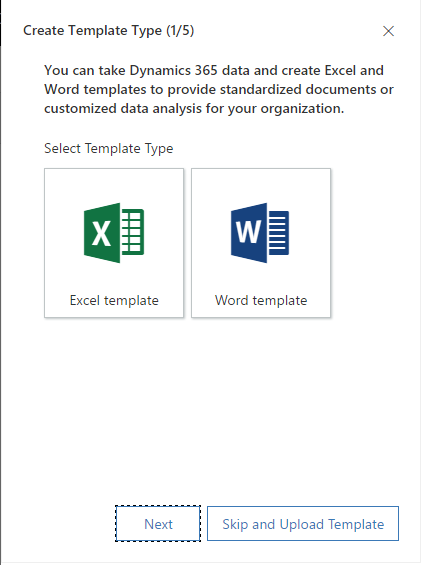 Create Template Type (1/5)
You can take Dynamics 365 data and create Excel and
Word templates to provide standardized documents or
customized data analysis for your organization.
Select Template Type
X
W
Excel template
Word template
Next
Skip and Upload Template